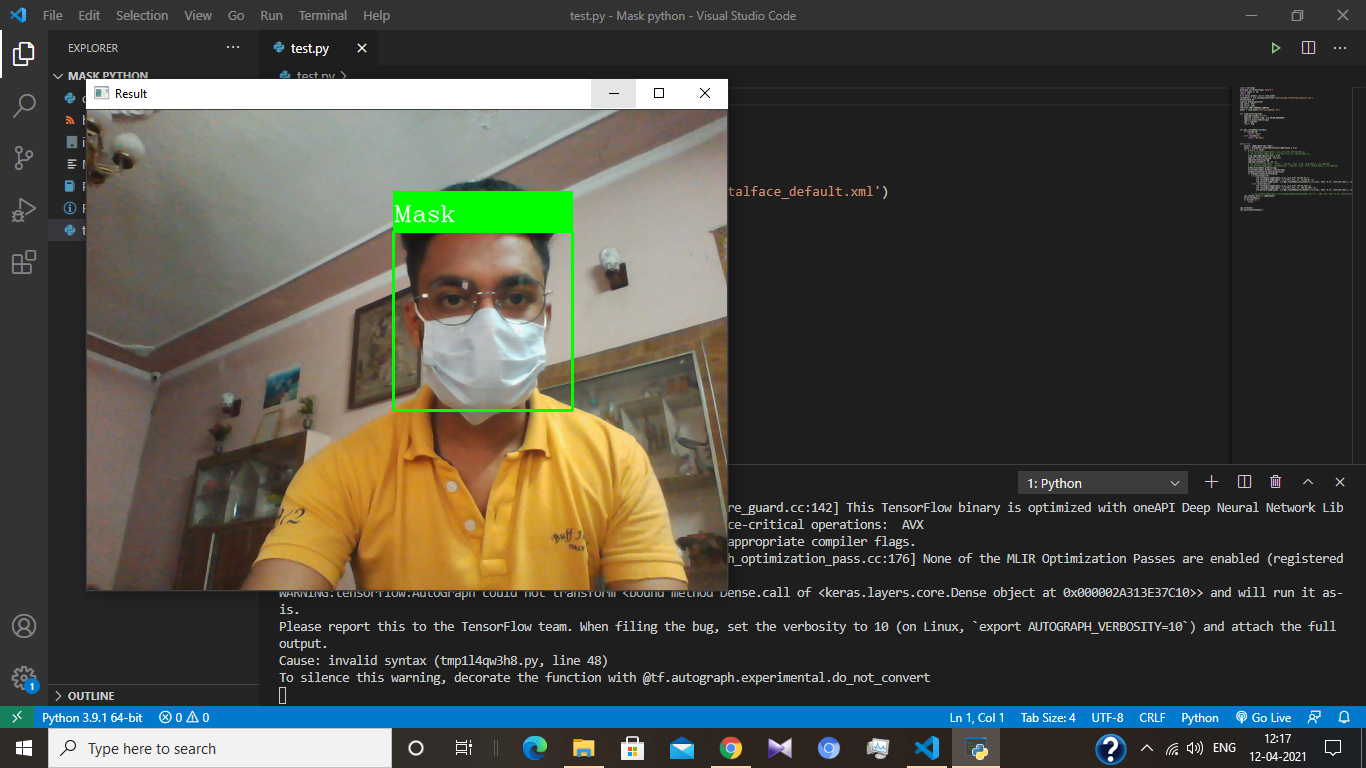 File Edit Selection View Go Run Terminal Help
test.py - Mask python - Visual Studio Code
EXPLORER
test.py
MASK PYTHON
test.py
Result
Mask
talface_default.xml')
1: Python
re_guard.cc:142] This TensorFlow binary is optimized with oneAPI Deep Neural Network Lib
ce-critical operations: AVX
appropriate compiler flags.
h_optimization_pass.cc:176] None of the MLIR Optimization Passes are enabled (registered
WARNING:tensorflow:AutoGraph could not transform <bound method Dense.call of <keras.layers.core.Dense object at 0x000002A313E37C10>> and will run it as-
is.
Please report this to the TensorFlow team. When filing the bug, set the verbosity to 10 (on Linux, `export AUTOGRAPH_VERBOSITY=10`) and attach the full
output.
Cause: invalid syntax (tmp1l4qw3h8.py, line 48)
To silence this warning, decorate the function with @tf.autograph.experimental.do_not_convert
OUTLINE
1
Python 3.9.1 64-bit 0 0
Ln 1, Col 1 Tab Size: 4 UTF-8 CRLF Python Go Live
Type here to search
ENG
12:17
12-04-2021